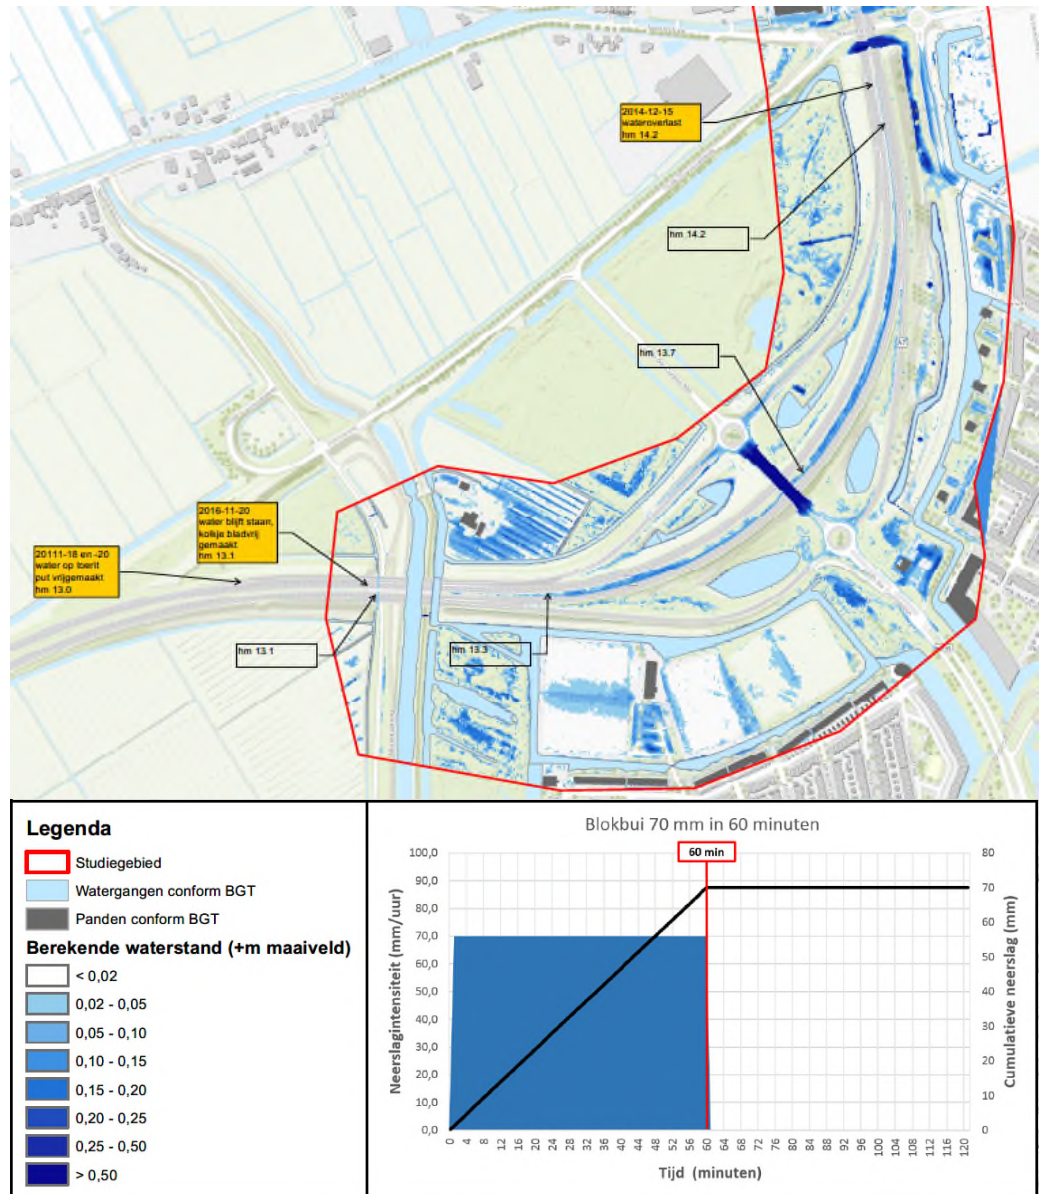 2014-12-15
wateroverlast
hm 14.2
hm 14.2
hm 13.7
2016-11-20
water blijft staan,
kolkje bladvrij
gemaakt
hm 13.1
20111-18 en -20
water op toerit
put vrijgemaakt
hm 13.0
hm 13.1
hm 13.3
Legenda
Studiegebied
Watergangen conform BGT
Panden conform BGT
Berekende waterstand (+m maaiveld)
< 0,02
0,02 - 0,05
0,05 - 0,10
0,10 - 0,15
0,15 - 0,20
0,20 - 0,25
0,25 - 0,50
> 0,50
Blokbui 70 mm in 60 minuten
60 min
Neerslagintensiteit (mm/uur)
100,0
90,0
80,0
70,0
60,0
50,0
40,0
30,0
20,0
10,0
0,0
80
70
60
50
40
30
20
10
0
Cumulatieve neerslag (mm)
0 4 8 12 16 20 24 28 32 36 40 44 48 52 56 60 64 68 72 76 80 84 88 92 96 100 104 108 112 116 120
Tijd (minuten)